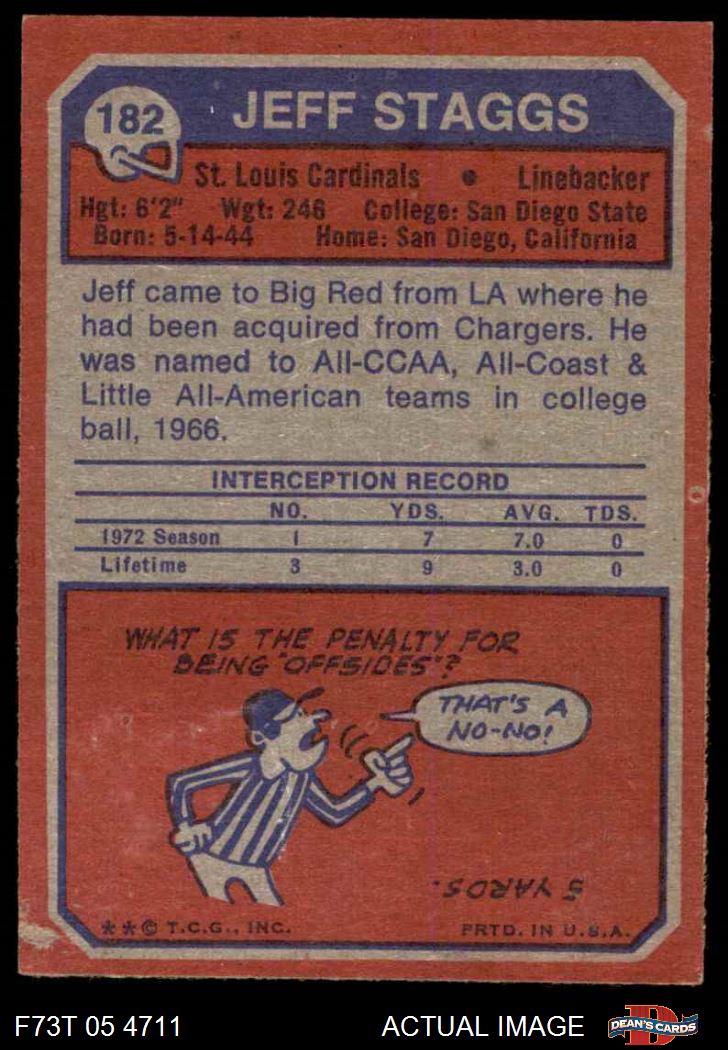 182
JEFF STAGGS
St. Louis Cardinals • Linebacker
Hgt: 6'2" Wgt: 246 College: San Diego State
Born: 5-14-44 Home: San Diego, California
Jeff came to Big Red from LA where he
had been acquired from Chargers. He
was named to All-CCAA, All-Coast &
Little All-American teams in college
ball, 1966.
INTERCEPTION RECORD
NO. YDS. AVG. TDS.
1972 Season 1 7 7.0 0
Lifetime 3 9 3.0 0
WHAT IS THE PENALTY FOR
BEING "OFFSIDES"?
THAT'S A
NO-NO!
5 YARDS.
**© T.C.G., INC. PRTD. IN U.S.A.
F73T 05 4711 ACTUAL IMAGE
D
DEAN'S CARDS